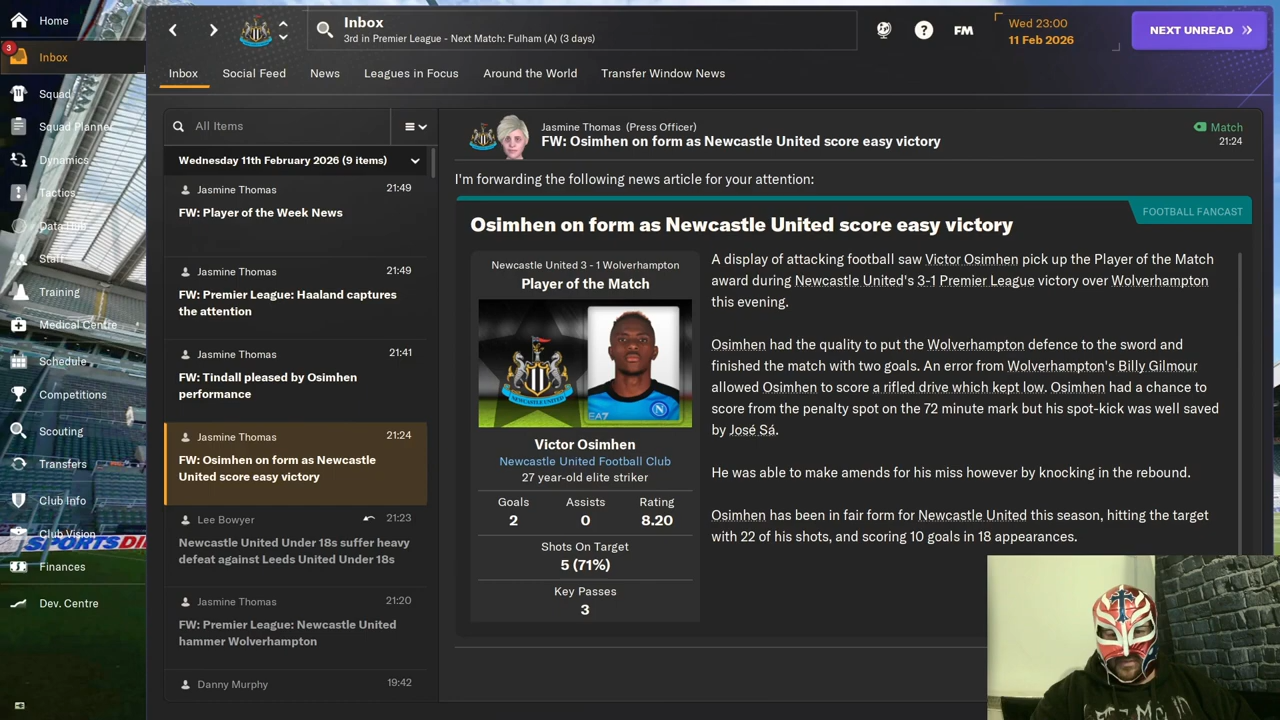 Home
Inbox
3
Squad
Squad Planner
Dynamics
Tactics
Data Hub
Staff
Training
Medical Centre
Schedule
Competitions
Scouting
Transfers
Club Info
Club Vision
SPORTS DI
Finances
Dev. Centre
Inbox
3rd in Premier League - Next Match: Fulham (A) (3 days)
FM
Wed 23:00
11 Feb 2026
NEXT UNREAD
Inbox Social Feed News Leagues in Focus Around the World Transfer Window News
All Items
Wednesday 11th February 2026 (9 items)
Jasmine Thomas 21:49
FW: Player of the Week News
Jasmine Thomas 21:49
FW: Premier League: Haaland captures
the attention
Jasmine Thomas 21:41
FW: Tindall pleased by Osimhen
performance
Jasmine Thomas 21:24
FW: Osimhen on form as Newcastle
United score easy victory
Lee Bowyer 21:23
Newcastle United Under 18s suffer heavy
defeat against Leeds United Under 18s
Jasmine Thomas 21:20
FW: Premier League: Newcastle United
hammer Wolverhampton
Danny Murphy 19:42
Jasmine Thomas (Press Officer)
FW: Osimhen on form as Newcastle United score easy victory
Match
21:24
I'm forwarding the following news article for your attention:
FOOTBALL FANCAST
Osimhen on form as Newcastle United score easy victory
Newcastle United 3 - 1 Wolverhampton
Player of the Match
NEWCASTLE UNITED
EA7
N
Victor Osimhen
Newcastle United Football Club
27 year-old elite striker
Goals Assists Rating
2 0 8.20
Shots On Target
5 (71%)
Key Passes
3
A display of attacking football saw Victor Osimhen pick up the Player of the Match
award during Newcastle United's 3-1 Premier League victory over Wolverhampton
this evening.
Osimhen had the quality to put the Wolverhampton defence to the sword and
finished the match with two goals. An error from Wolverhampton's Billy Gilmour
allowed Osimhen to score a rifled drive which kept low. Osimhen had a chance to
score from the penalty spot on the 72 minute mark but his spot-kick was well saved
by José Sá.
He was able to make amends for his miss however by knocking in the rebound.
Osimhen has been in fair form for Newcastle United this season, hitting the target
with 22 of his shots, and scoring 10 goals in 18 appearances.